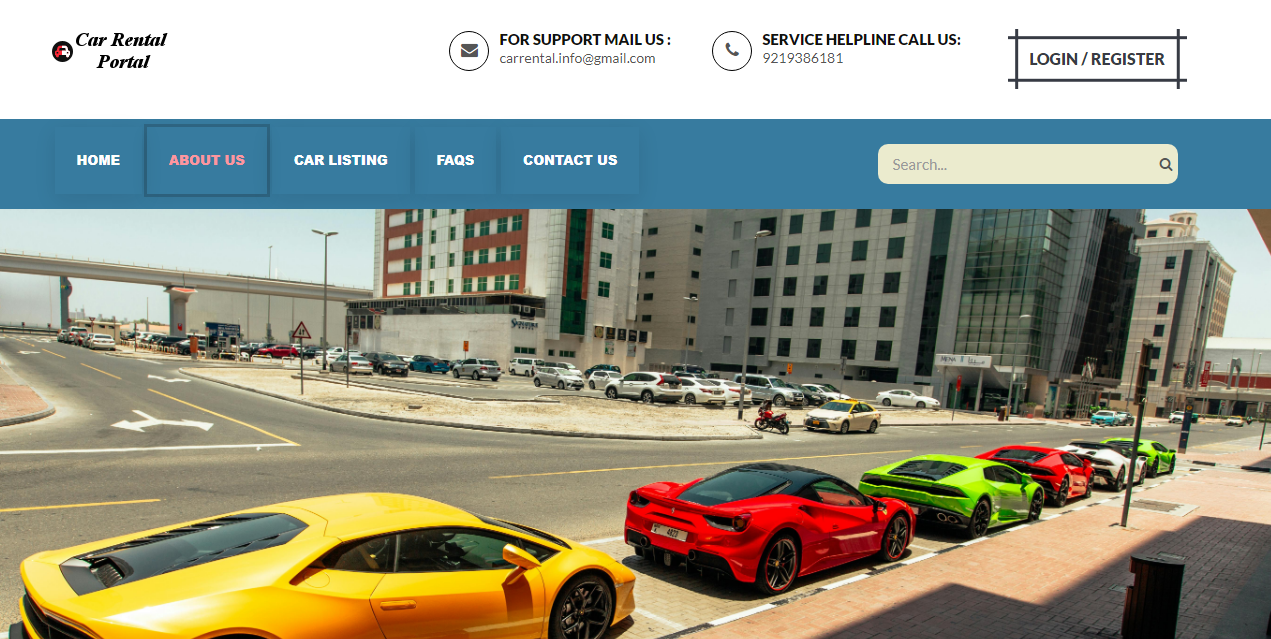 Car Rental
Portal
FOR SUPPORT MAIL US :
carrental.info@gmail.com
SERVICE HELPLINE CALL US:
9219386181
LOGIN / REGISTER
HOME
ABOUT US
CAR LISTING
FAQS
CONTACT US
Search...